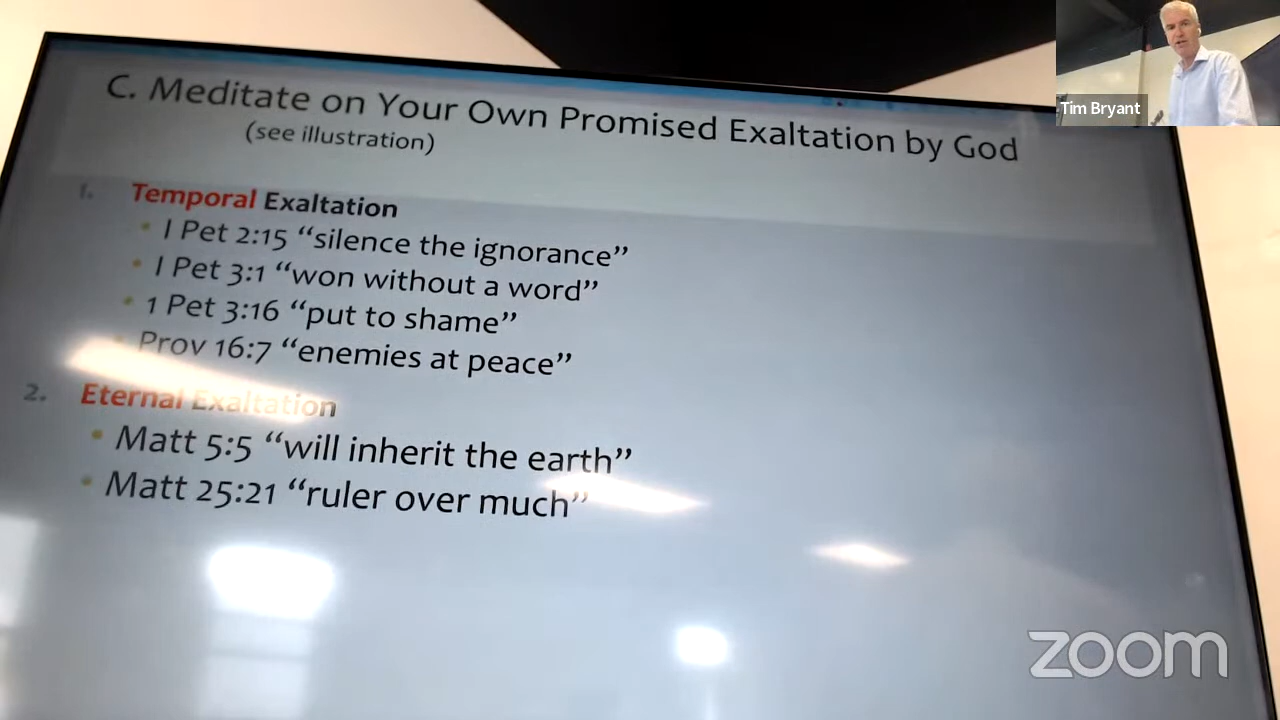 C. Meditate on Your Own Promised Exaltation by God
(see illustration)
1. Temporal Exaltation
• I Pet 2:15 “silence the ignorance”
• I Pet 3:1 “won without a word”
• 1 Pet 3:16 “put to shame”
• Prov 16:7 “enemies at peace”
2. Eternal Exaltation
• Matt 5:5 “will inherit the earth”
• Matt 25:21 “ruler over much”
Tim Bryant
zoom